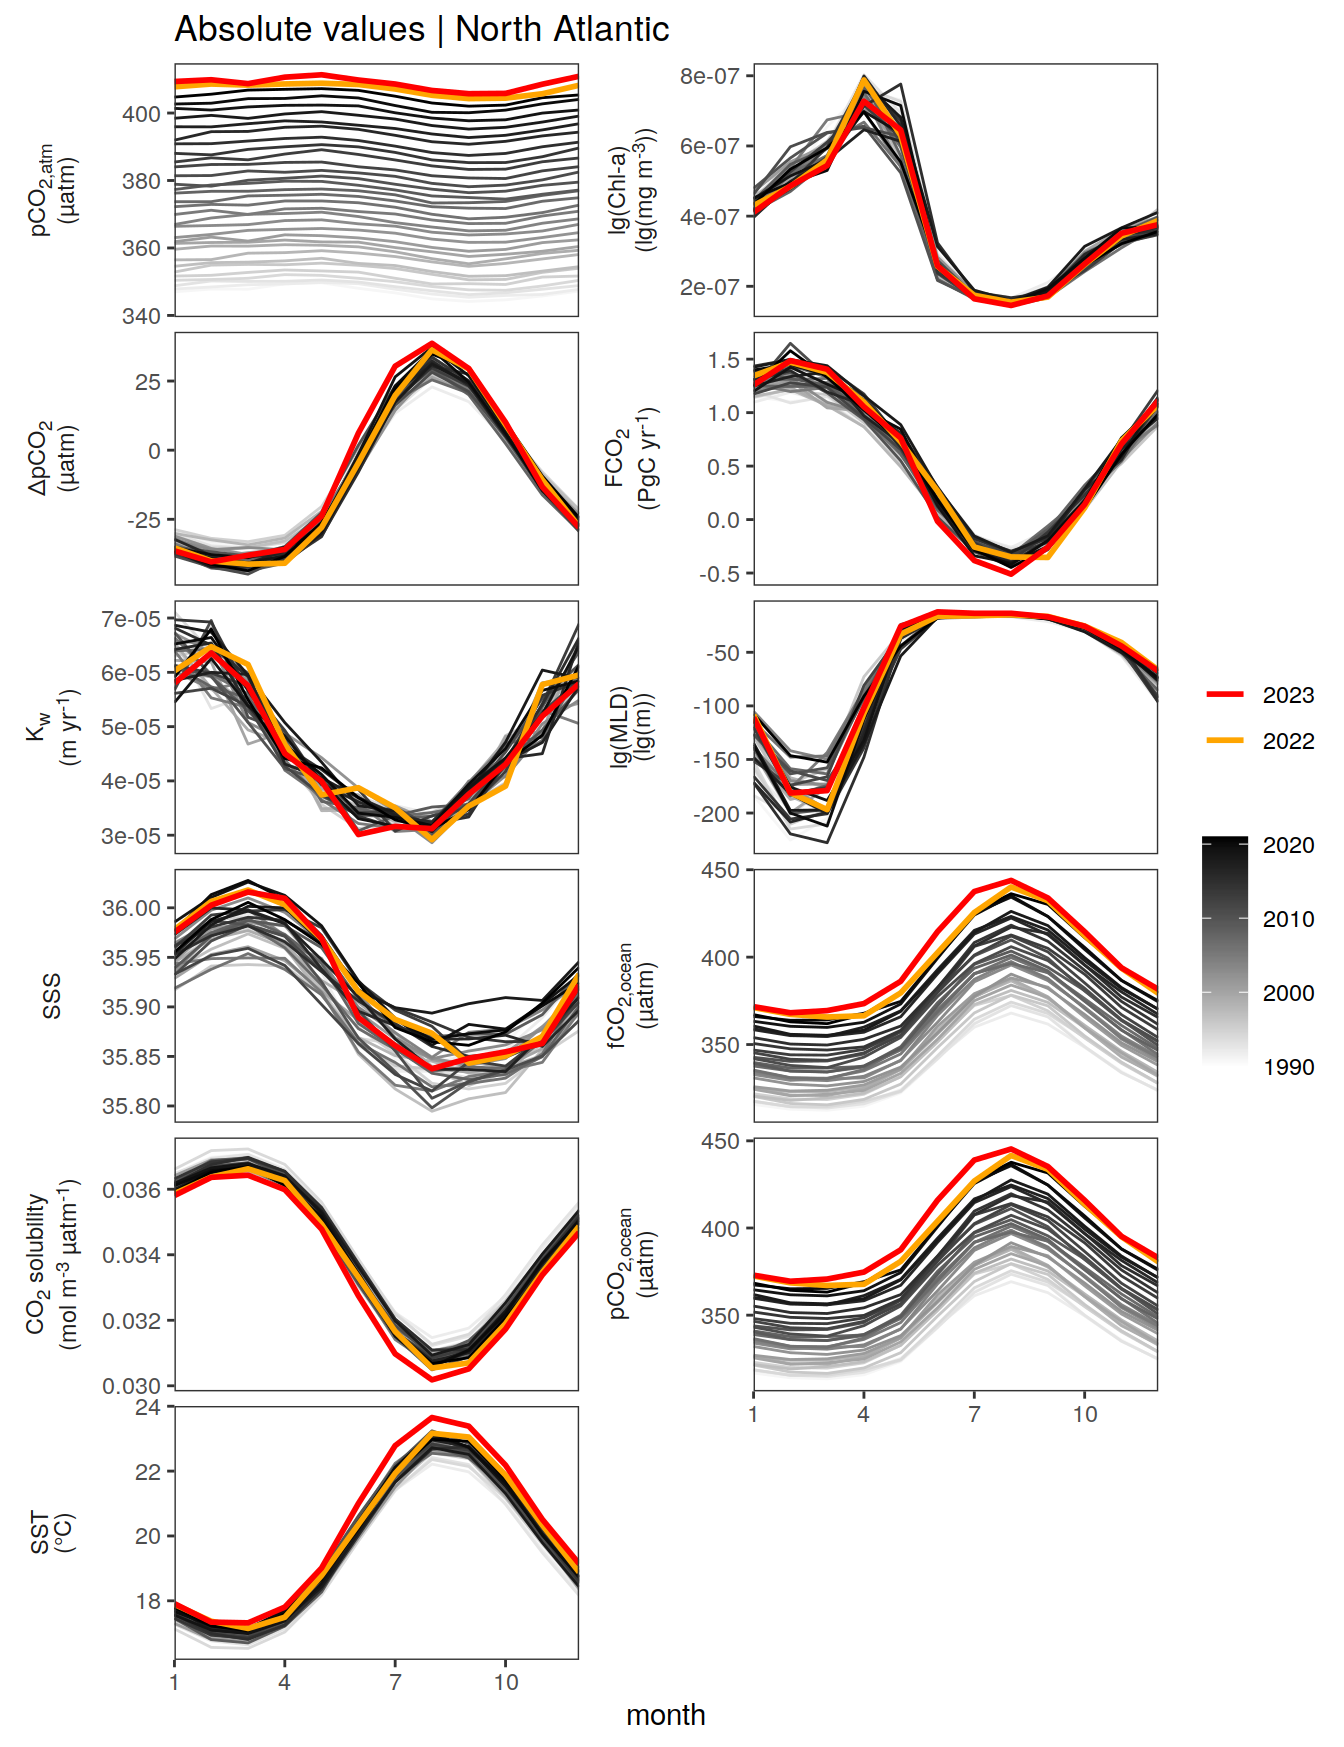 Absolute values | North Atlantic
pCO2,atm
(µatm)
400
380
360
340
lg(Chl-a)
(lg(mg m-3))
8e-07
6e-07
4e-07
2e-07
ΔpCO2
(µatm)
25
0
-25
FCO2
(PgC yr-1)
1.5
1.0
0.5
0.0
-0.5
Kw
(m yr-1)
7e-05
6e-05
5e-05
4e-05
3e-05
lg(MLD)
(lg(m))
-50
-100
-150
-200
SSS
36.00
35.95
35.90
35.85
35.80
fCO2,ocean
(µatm)
450
400
350
CO2 solubility
(mol m-3 µatm-1)
0.036
0.034
0.032
0.030
pCO2,ocean
(µatm)
450
400
350
1 4 7 10
SST
(°C)
24
22
20
18
1 4 7 10
month
2023
2022
2020
2010
2000
1990